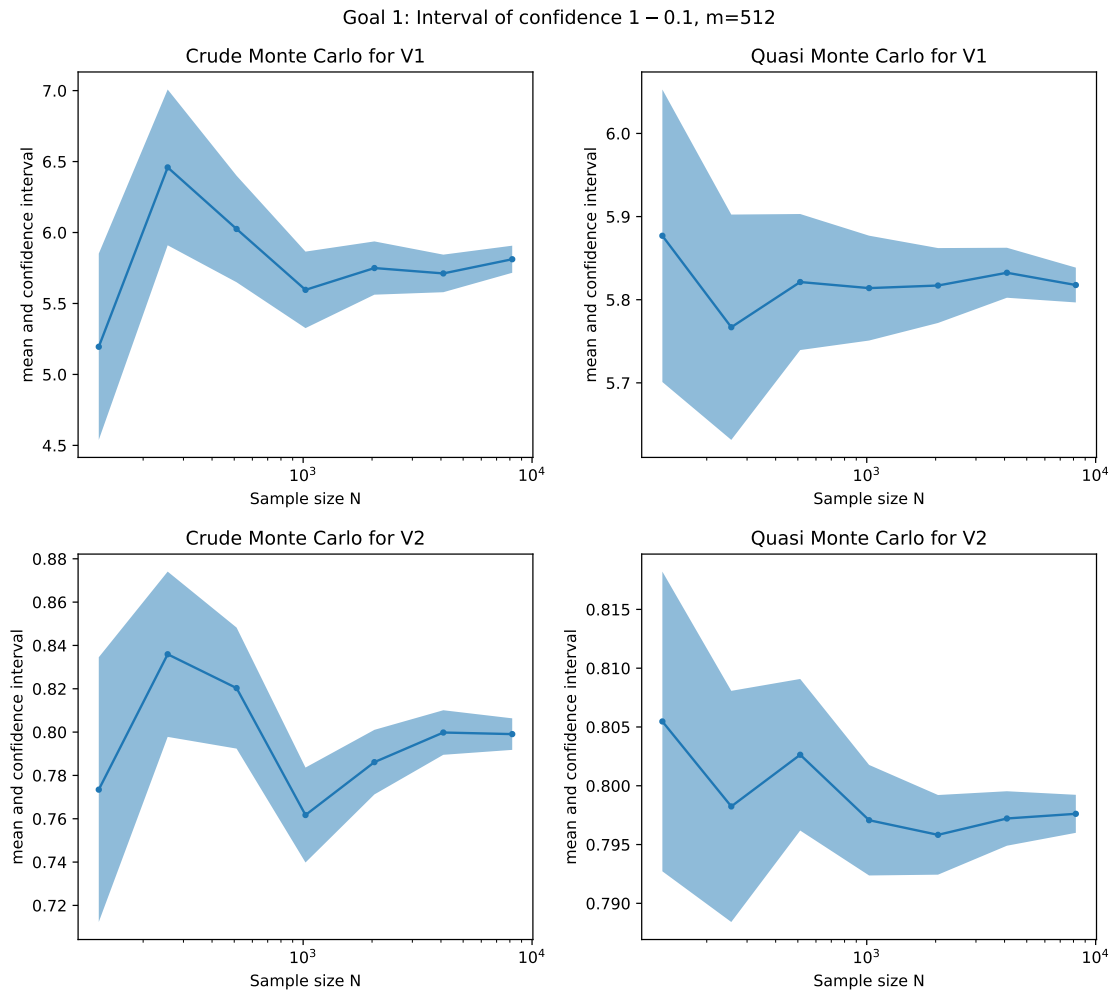 Goal 1: Interval of confidence 1 − 0.1, m=512
Crude Monte Carlo for V1
7.0
6.5
6.0
5.5
5.0
4.5
mean and confidence interval
10³
10⁴
Sample size N
Quasi Monte Carlo for V1
6.0
5.9
5.8
5.7
mean and confidence interval
10³
10⁴
Sample size N
Crude Monte Carlo for V2
0.88
0.86
0.84
0.82
0.80
0.78
0.76
0.74
0.72
mean and confidence interval
10³
10⁴
Sample size N
Quasi Monte Carlo for V2
0.815
0.810
0.805
0.800
0.795
0.790
mean and confidence interval
10³
10⁴
Sample size N